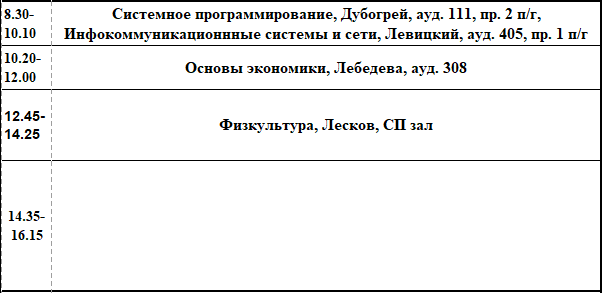 8.30-
10.10
Системное программирование, Дубогрей, ауд. 111, пр. 2 п/г,
Инфокоммуникационнные системы и сети, Левицкий, ауд. 405, пр. 1 п/г
10.20-
12.00
Основы экономики, Лебедева, ауд. 308
12.45-
14.25
Физкультура, Лесков, СП зал
14.35-
16.15